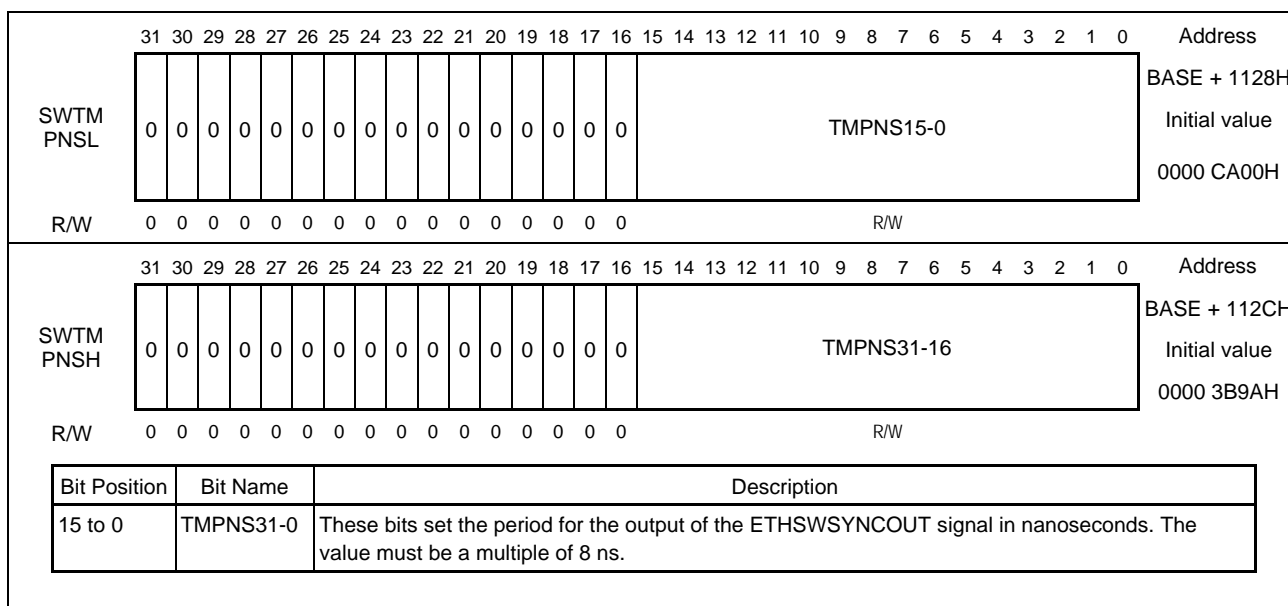 31 30 29 28 27 26 25 24 23 22 21 20 19 18 17 16 15 14 13 12 11 10 9 8 7 6 5 4 3 2 1 0 Address
BASE + 1128H
SWTM PNSL
0 0 0 0 0 0 0 0 0 0 0 0 0 0 0 0 TMPNS15-0
Initial value
0000 CA00H
R/W 0 0 0 0 0 0 0 0 0 0 0 0 0 0 0 0 R/W
31 30 29 28 27 26 25 24 23 22 21 20 19 18 17 16 15 14 13 12 11 10 9 8 7 6 5 4 3 2 1 0 Address
BASE + 112CH
SWTM PNSH
0 0 0 0 0 0 0 0 0 0 0 0 0 0 0 0 TMPNS31-16
Initial value
0000 3B9AH
R/W 0 0 0 0 0 0 0 0 0 0 0 0 0 0 0 0 R/W
Bit Position Bit Name Description
15 to 0 TMPNS31-0 These bits set the period for the output of the ETHSWSYNCOUT signal in nanoseconds. The
value must be a multiple of 8 ns.